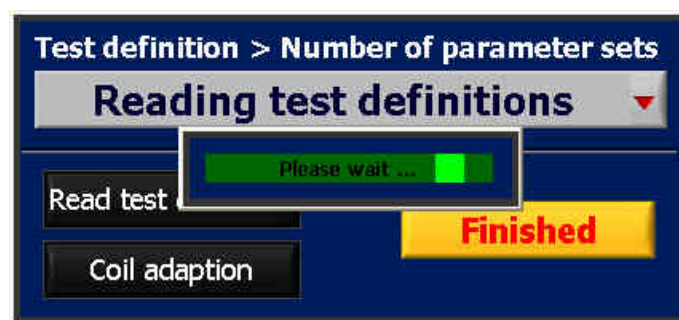 Test definition > Number of parameter sets
Reading test definitions
Please wait ...
Read test
Finished
Coil adaption